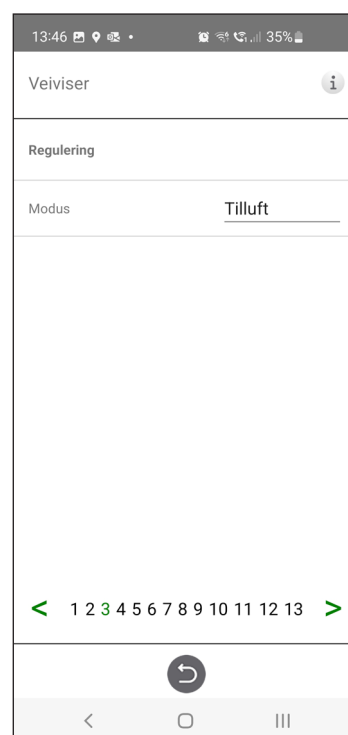 13:46 35%
Veiviser i
Regulering
Modus Tilluft
< 1 2 3 4 5 6 7 8 9 10 11 12 13 >